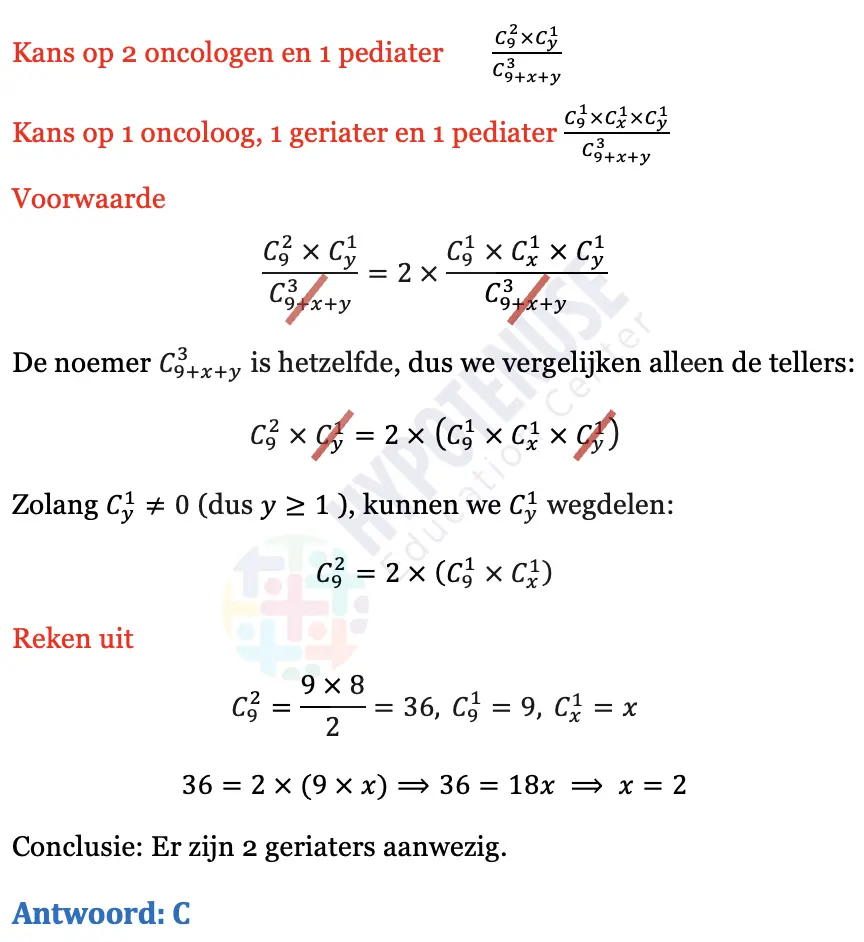 Kans op 2 oncologen en 1 pediater $\frac{C_9^2 \times C_y^1}{C_{9+x+y}^3}$
Kans op 1 oncoloog, 1 geriater en 1 pediater $\frac{C_9^1 \times C_x^1 \times C_y^1}{C_{9+x+y}^3}$
Voorwaarde
$\frac{C_9^2 \times C_y^1}{C_{9+x+y}^3} = 2 \times \frac{C_9^1 \times C_x^1 \times C_y^1}{C_{9+x+y}^3}$
De noemer $C_{9+x+y}^3$ is hetzelfde, dus we vergelijken alleen de tellers:
$C_9^2 \times C_y^1 = 2 \times (C_9^1 \times C_x^1 \times C_y^1)$
Zolang $C_y^1 \neq 0$ (dus $y \geq 1$ ), kunnen we $C_y^1$ wegdelen:
$C_9^2 = 2 \times (C_9^1 \times C_x^1)$
Reken uit
$C_9^2 = \frac{9 \times 8}{2} = 36, \; C_9^1 = 9, \; C_x^1 = x$
$36 = 2 \times (9 \times x) \Longrightarrow 36 = 18x \Longrightarrow x = 2$
Conclusie: Er zijn 2 geriaters aanwezig.
Antwoord: C
HYPOTENUSE
Education Center